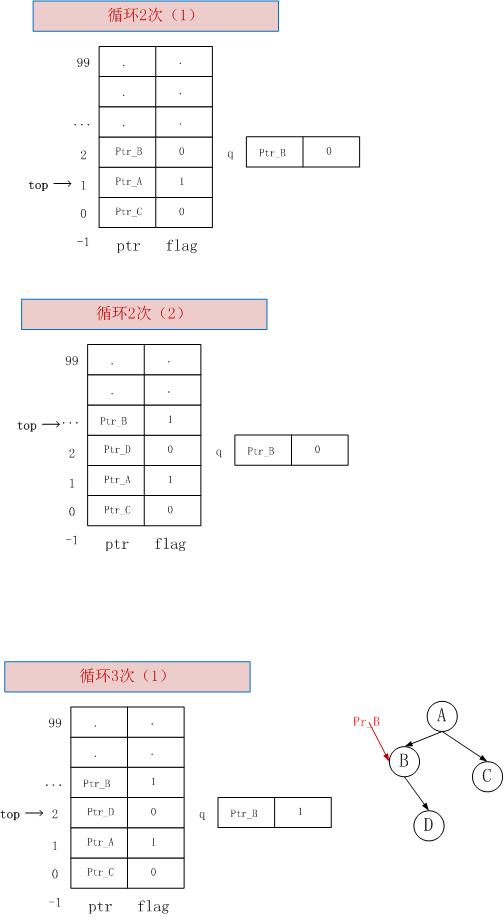 循环2次（1）
99 . .
. .
... . .
2 Ptr_B 0
q Ptr_B 0
top 1 Ptr_A 1
0 Ptr_C 0
-1 ptr flag
循环2次（2）
99 . .
. .
top ... Ptr_B 1
2 Ptr_D 0
q Ptr_B 0
1 Ptr_A 1
0 Ptr_C 0
-1 ptr flag
循环3次（1）
99 . .
. .
... Ptr_B 1
top 2 Ptr_D 0
q Ptr_B 1
1 Ptr_A 1
0 Ptr_C 0
-1 ptr flag
Pr_B
A
B
C
D